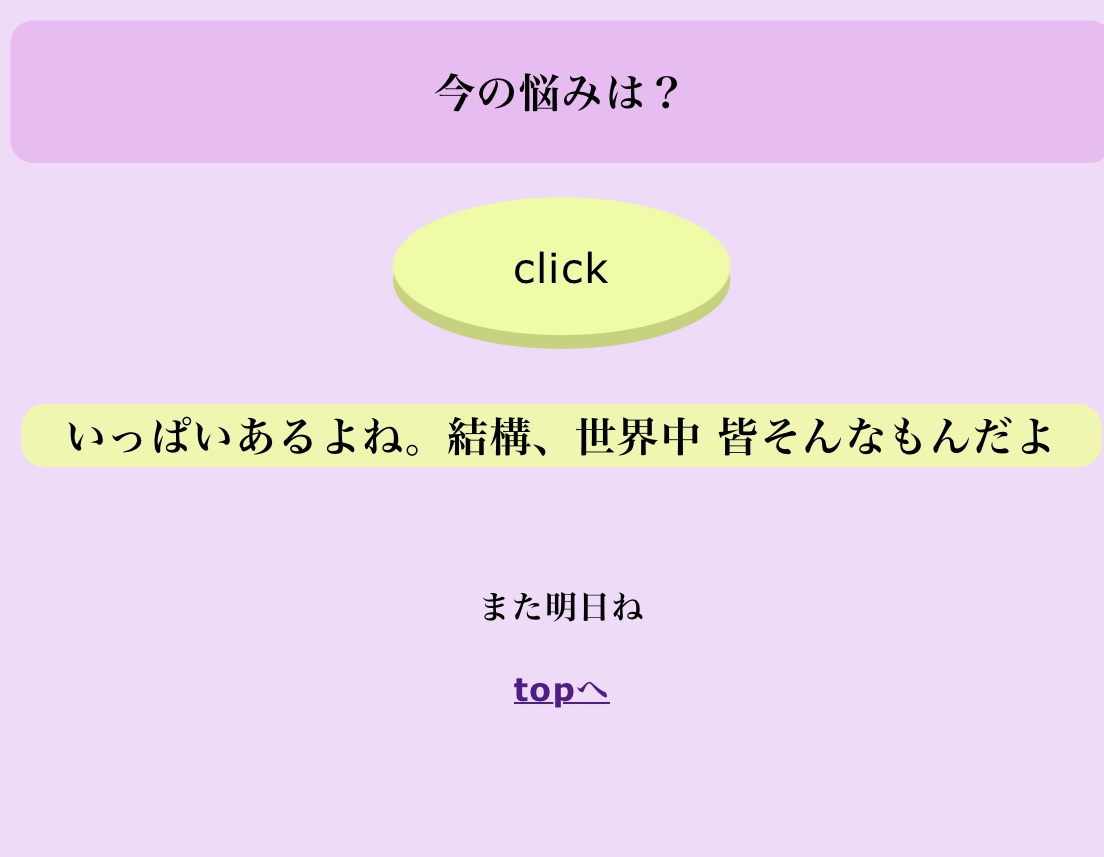 今の悩みは？
click
いっぱいあるよね。結構、世界中 皆そんなもんだよ
また明日ね
topへ